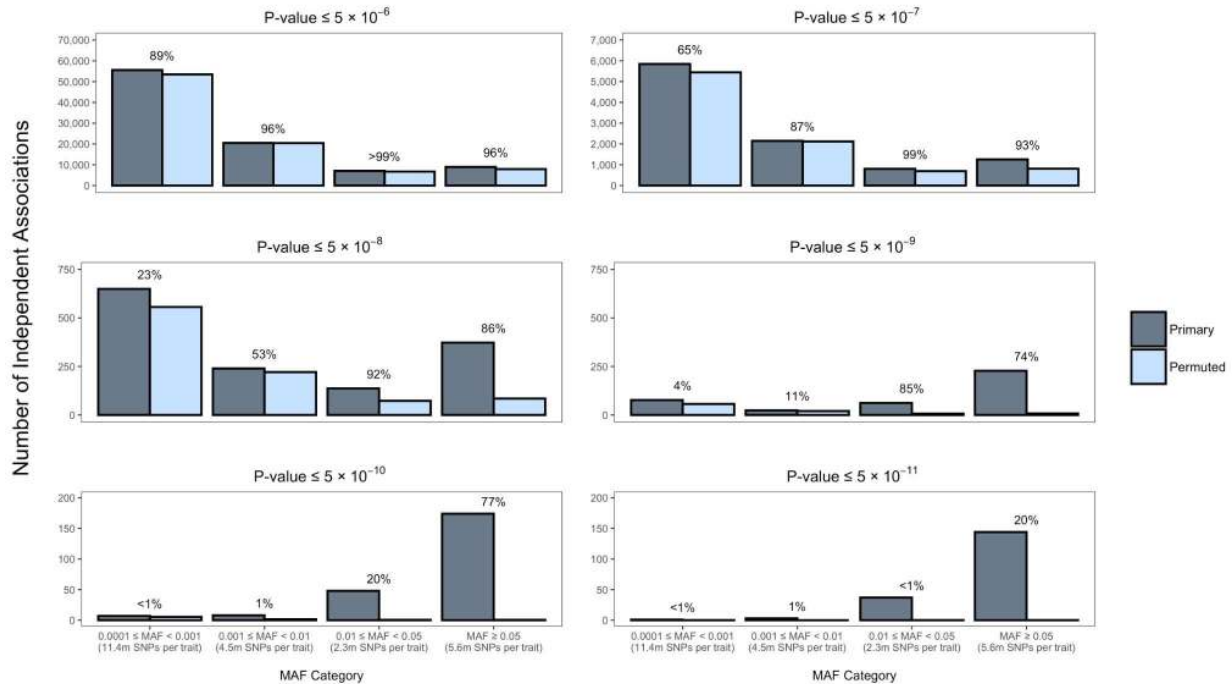 P-value ≤ 5 × 10⁻⁶
70,000
60,000
50,000
40,000
30,000
20,000
10,000
0
89%
96%
>99%
96%
P-value ≤ 5 × 10⁻⁷
7,000
6,000
5,000
4,000
3,000
2,000
1,000
0
65%
87%
99%
93%
Number of Independent Associations
P-value ≤ 5 × 10⁻⁸
750
500
250
0
23%
53%
92%
86%
P-value ≤ 5 × 10⁻⁹
750
500
250
0
4%
11%
85%
74%
Primary
Permuted
P-value ≤ 5 × 10⁻¹⁰
200
150
100
50
0
<1%
1%
20%
77%
0.0001 ≤ MAF < 0.001
(11.4m SNPs per trait)
0.001 ≤ MAF < 0.01
(4.5m SNPs per trait)
0.01 ≤ MAF < 0.05
(2.3m SNPs per trait)
MAF ≥ 0.05
(5.6m SNPs per trait)
MAF Category
P-value ≤ 5 × 10⁻¹¹
200
150
100
50
0
<1%
1%
<1%
20%
0.0001 ≤ MAF < 0.001
(11.4m SNPs per trait)
0.001 ≤ MAF < 0.01
(4.5m SNPs per trait)
0.01 ≤ MAF < 0.05
(2.3m SNPs per trait)
MAF ≥ 0.05
(5.6m SNPs per trait)
MAF Category